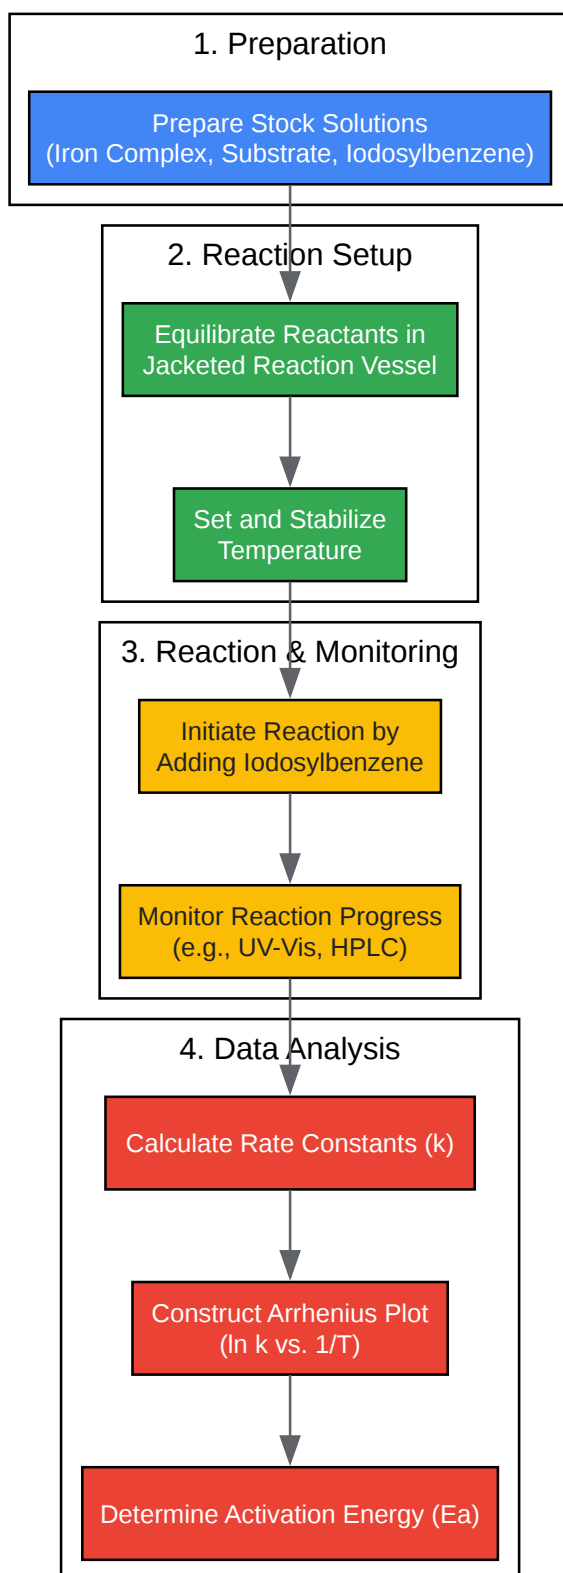 1. Preparation
Prepare Stock Solutions
(Iron Complex, Substrate, Iodosylbenzene)
2. Reaction Setup
Equilibrate Reactants in
Jacketed Reaction Vessel
Set and Stabilize
Temperature
3. Reaction & Monitoring
Initiate Reaction by
Adding Iodosylbenzene
Monitor Reaction Progress
(e.g., UV-Vis, HPLC)
4. Data Analysis
Calculate Rate Constants (k)
Construct Arrhenius Plot
(ln k vs. 1/T)
Determine Activation Energy (Ea)